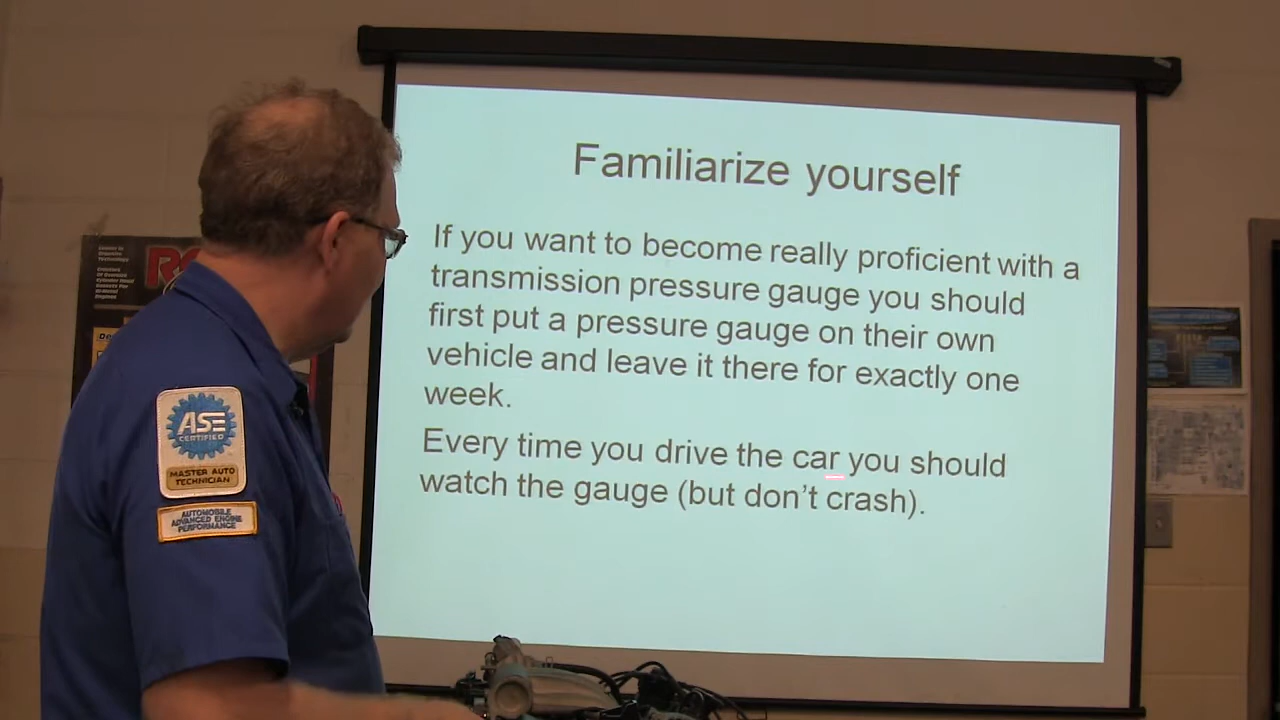 Familiarize yourself
If you want to become really proficient with a
transmission pressure gauge you should
first put a pressure gauge on their own
vehicle and leave it there for exactly one
week.
Every time you drive the car you should
watch the gauge (but don't crash).
ASE
CERTIFIED
MASTER AUTO
TECHNICIAN
AUTOMOBILE
ADVANCED ENGINE
PERFORMANCE